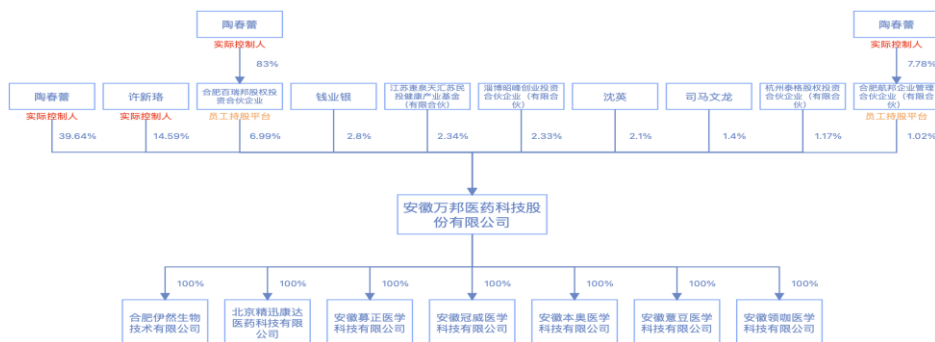 陶春蕾
实际控制人
83%
陶春蕾
实际控制人
7.78%
陶春蕾
实际控制人
39.64%
许新珞
实际控制人
14.59%
合肥百瑞邦股权投
资合伙企业
员工持股平台
6.99%
钱业银
2.8%
江苏疌泉天汇苏民
投健康产业基金
（有限合伙）
2.34%
淄博昭峰创业投资
合伙企业（有限合
伙）
2.33%
沈英
2.1%
司马文龙
1.4%
杭州泰格股权投资
合伙企业（有限合
伙）
1.17%
合肥航邦企业管理
合伙企业（有限合
伙）
员工持股平台
1.02%
安徽万邦医药科技股
份有限公司
100%
100%
100%
100%
100%
100%
100%
合肥伊然生物
技术有限公司
北京精迅康达
医药科技有限
公司
安徽募正医学
科技有限公司
安徽冠威医学
科技有限公司
安徽本奥医学
科技有限公司
安徽薏豆医学
科技有限公司
安徽领咖医学
科技有限公司